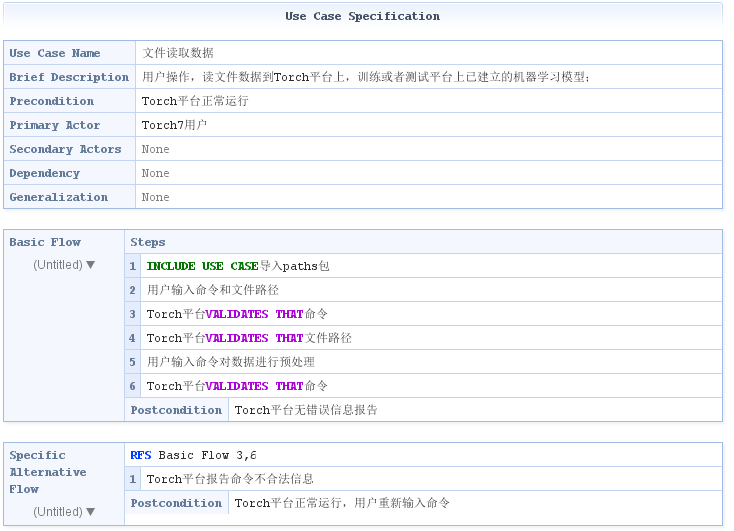 Use Case Specification
Use Case Name 文件读取数据
Brief Description 用户操作，读文件数据到Torch平台上，训练或者测试平台上已建立的机器学习模型；
Precondition Torch平台正常运行
Primary Actor Torch7用户
Secondary Actors None
Dependency None
Generalization None
Basic Flow Steps
(Untitled) ▼
1 INCLUDE USE CASE导入paths包
2 用户输入命令和文件路径
3 Torch平台VALIDATES THAT命令
4 Torch平台VALIDATES THAT文件路径
5 用户输入命令对数据进行预处理
6 Torch平台VALIDATES THAT命令
Postcondition Torch平台无错误信息报告
Specific Alternative Flow
(Untitled) ▼
RFS Basic Flow 3,6
1 Torch平台报告命令不合法信息
Postcondition Torch平台正常运行，用户重新输入命令